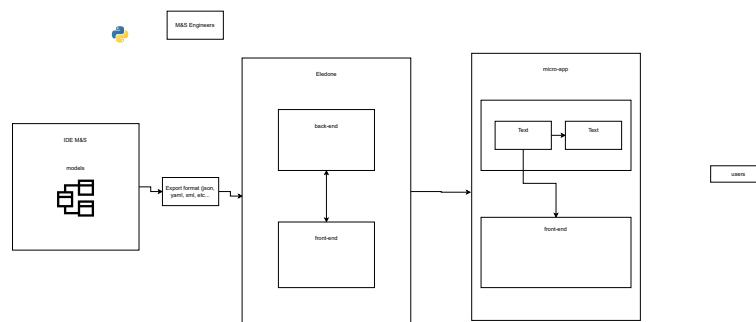 M&S Engineers
Eledone
micro-app
IDE M&S
models
Export format (json,
yaml, xml, etc...
back-end
front-end
Text
Text
front-end
users